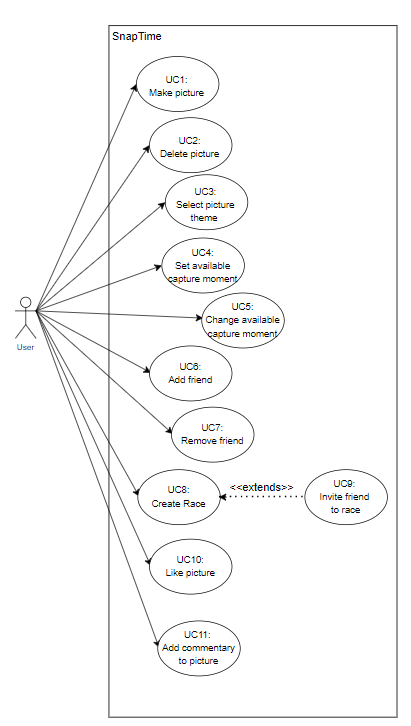 SnapTime
UC1:
Make picture
UC2:
Delete picture
UC3:
Select picture
theme
UC4:
Set available
capture moment
UC5:
Change available
capture moment
User
UC6:
Add friend
UC7:
Remove friend
UC8:
Create Race
<<extends>>
UC9:
Invite friend
to race
UC10:
Like picture
UC11:
Add commentary
to picture